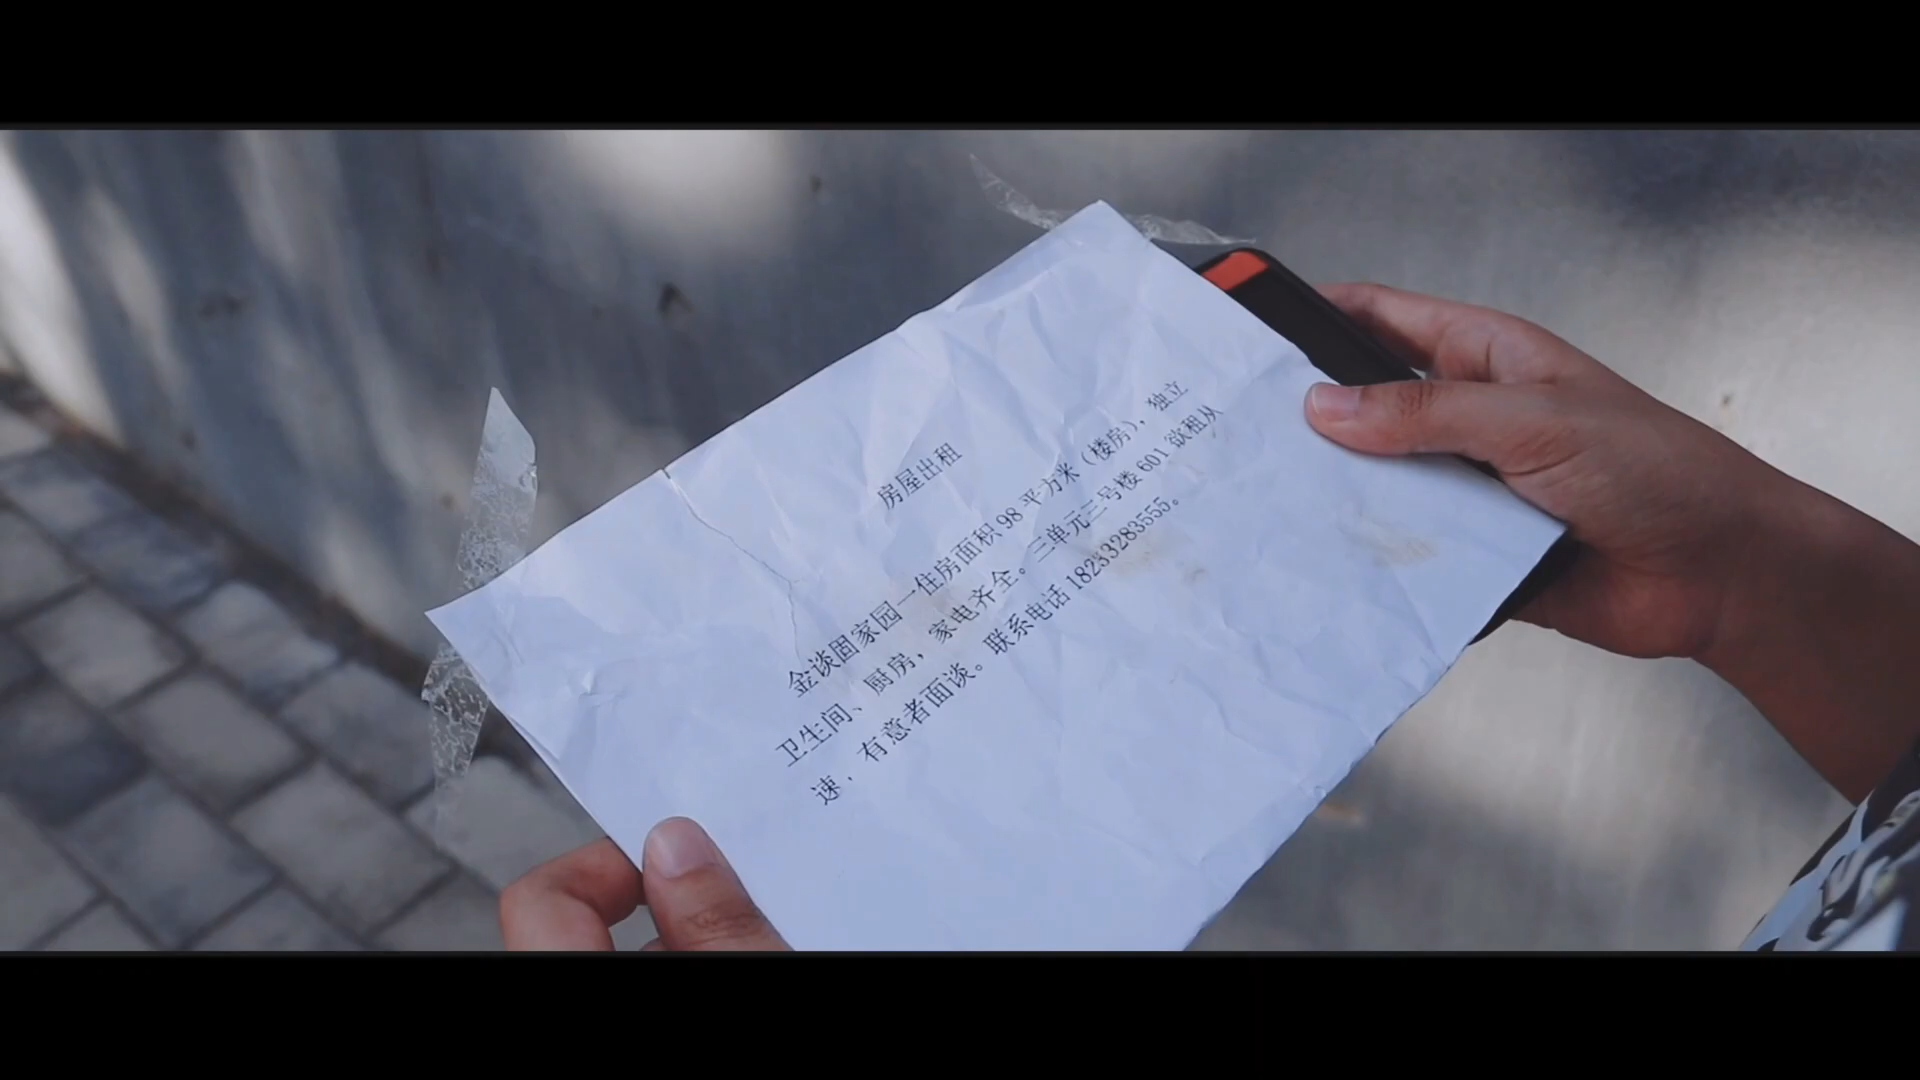 房屋出租
金谈固家园一住房面积 98 平方米（楼房），独立
卫生间、厨房，家电齐全。三单元三号楼 601 欲租从
速，有意者面谈。联系电话 18233283555。